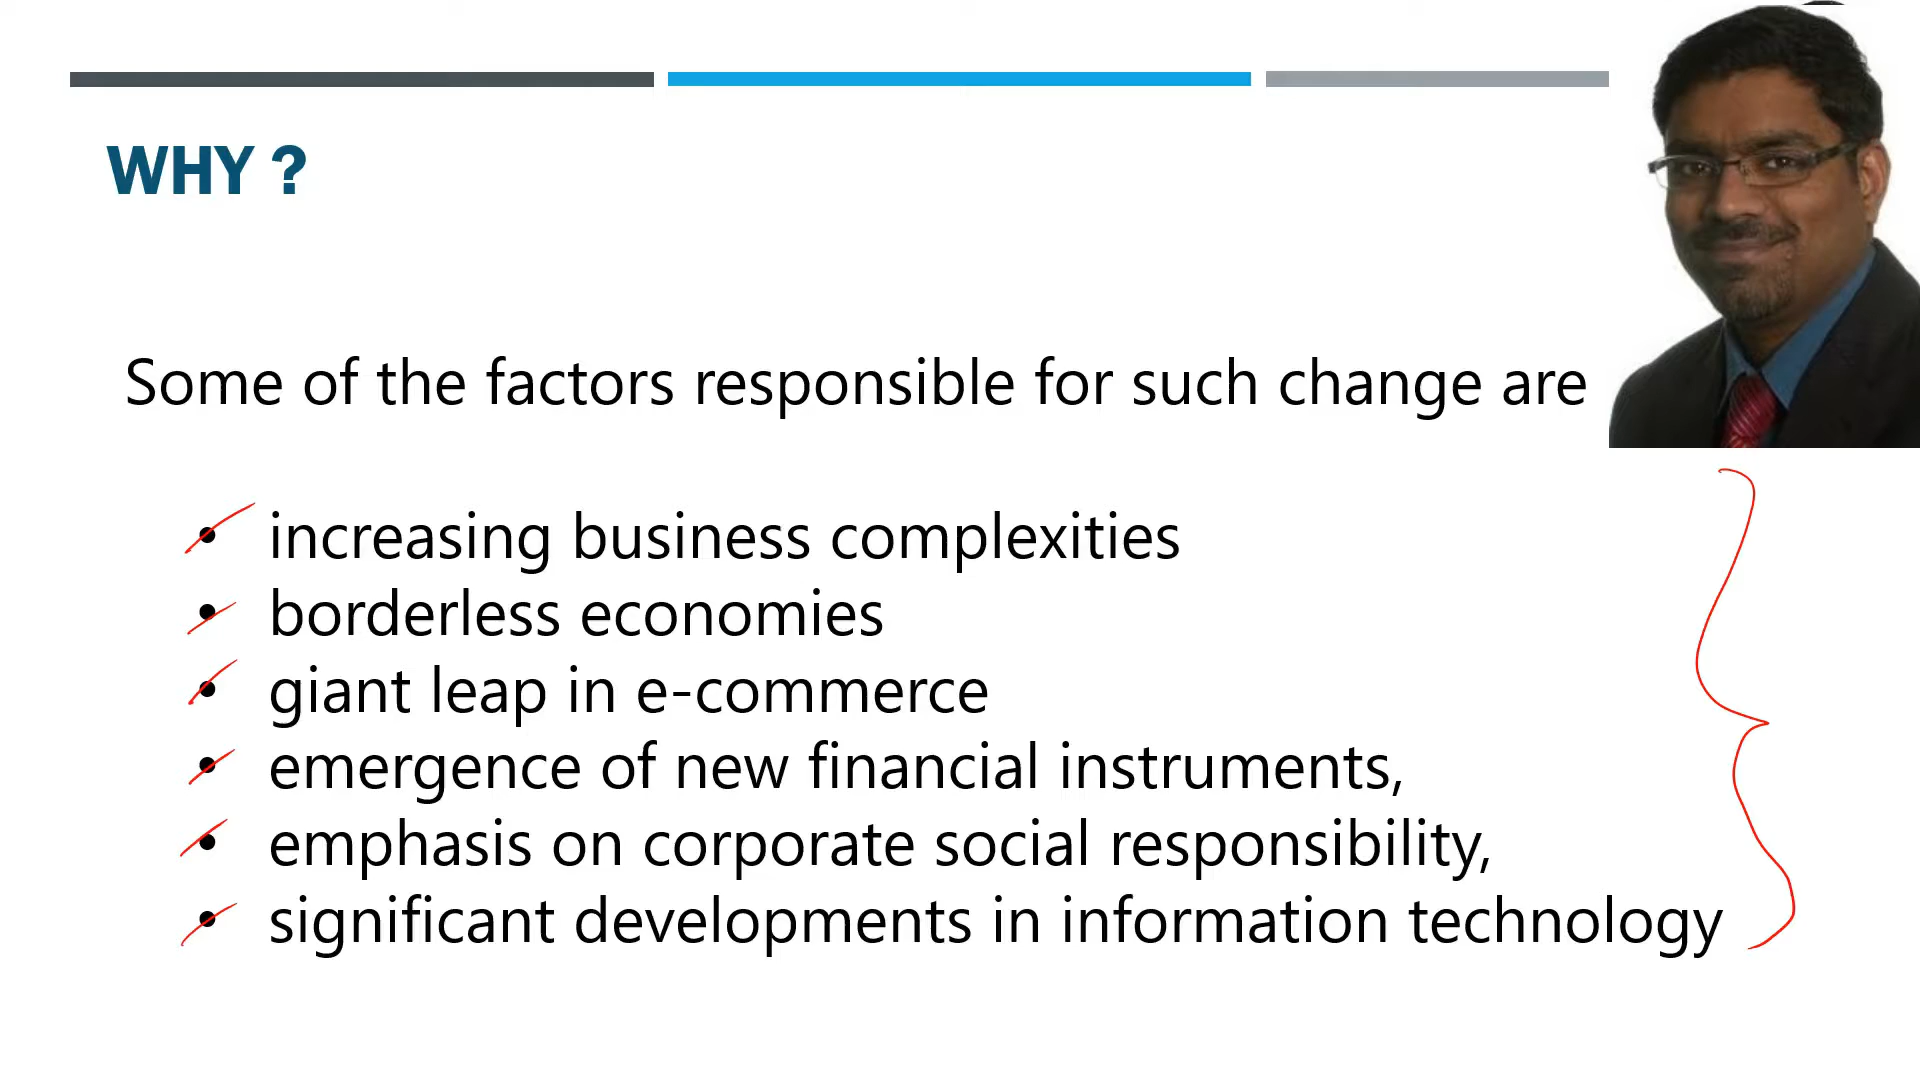 WHY ?
Some of the factors responsible for such change are
• increasing business complexities
• borderless economies
• giant leap in e-commerce
• emergence of new financial instruments,
• emphasis on corporate social responsibility,
• significant developments in information technology